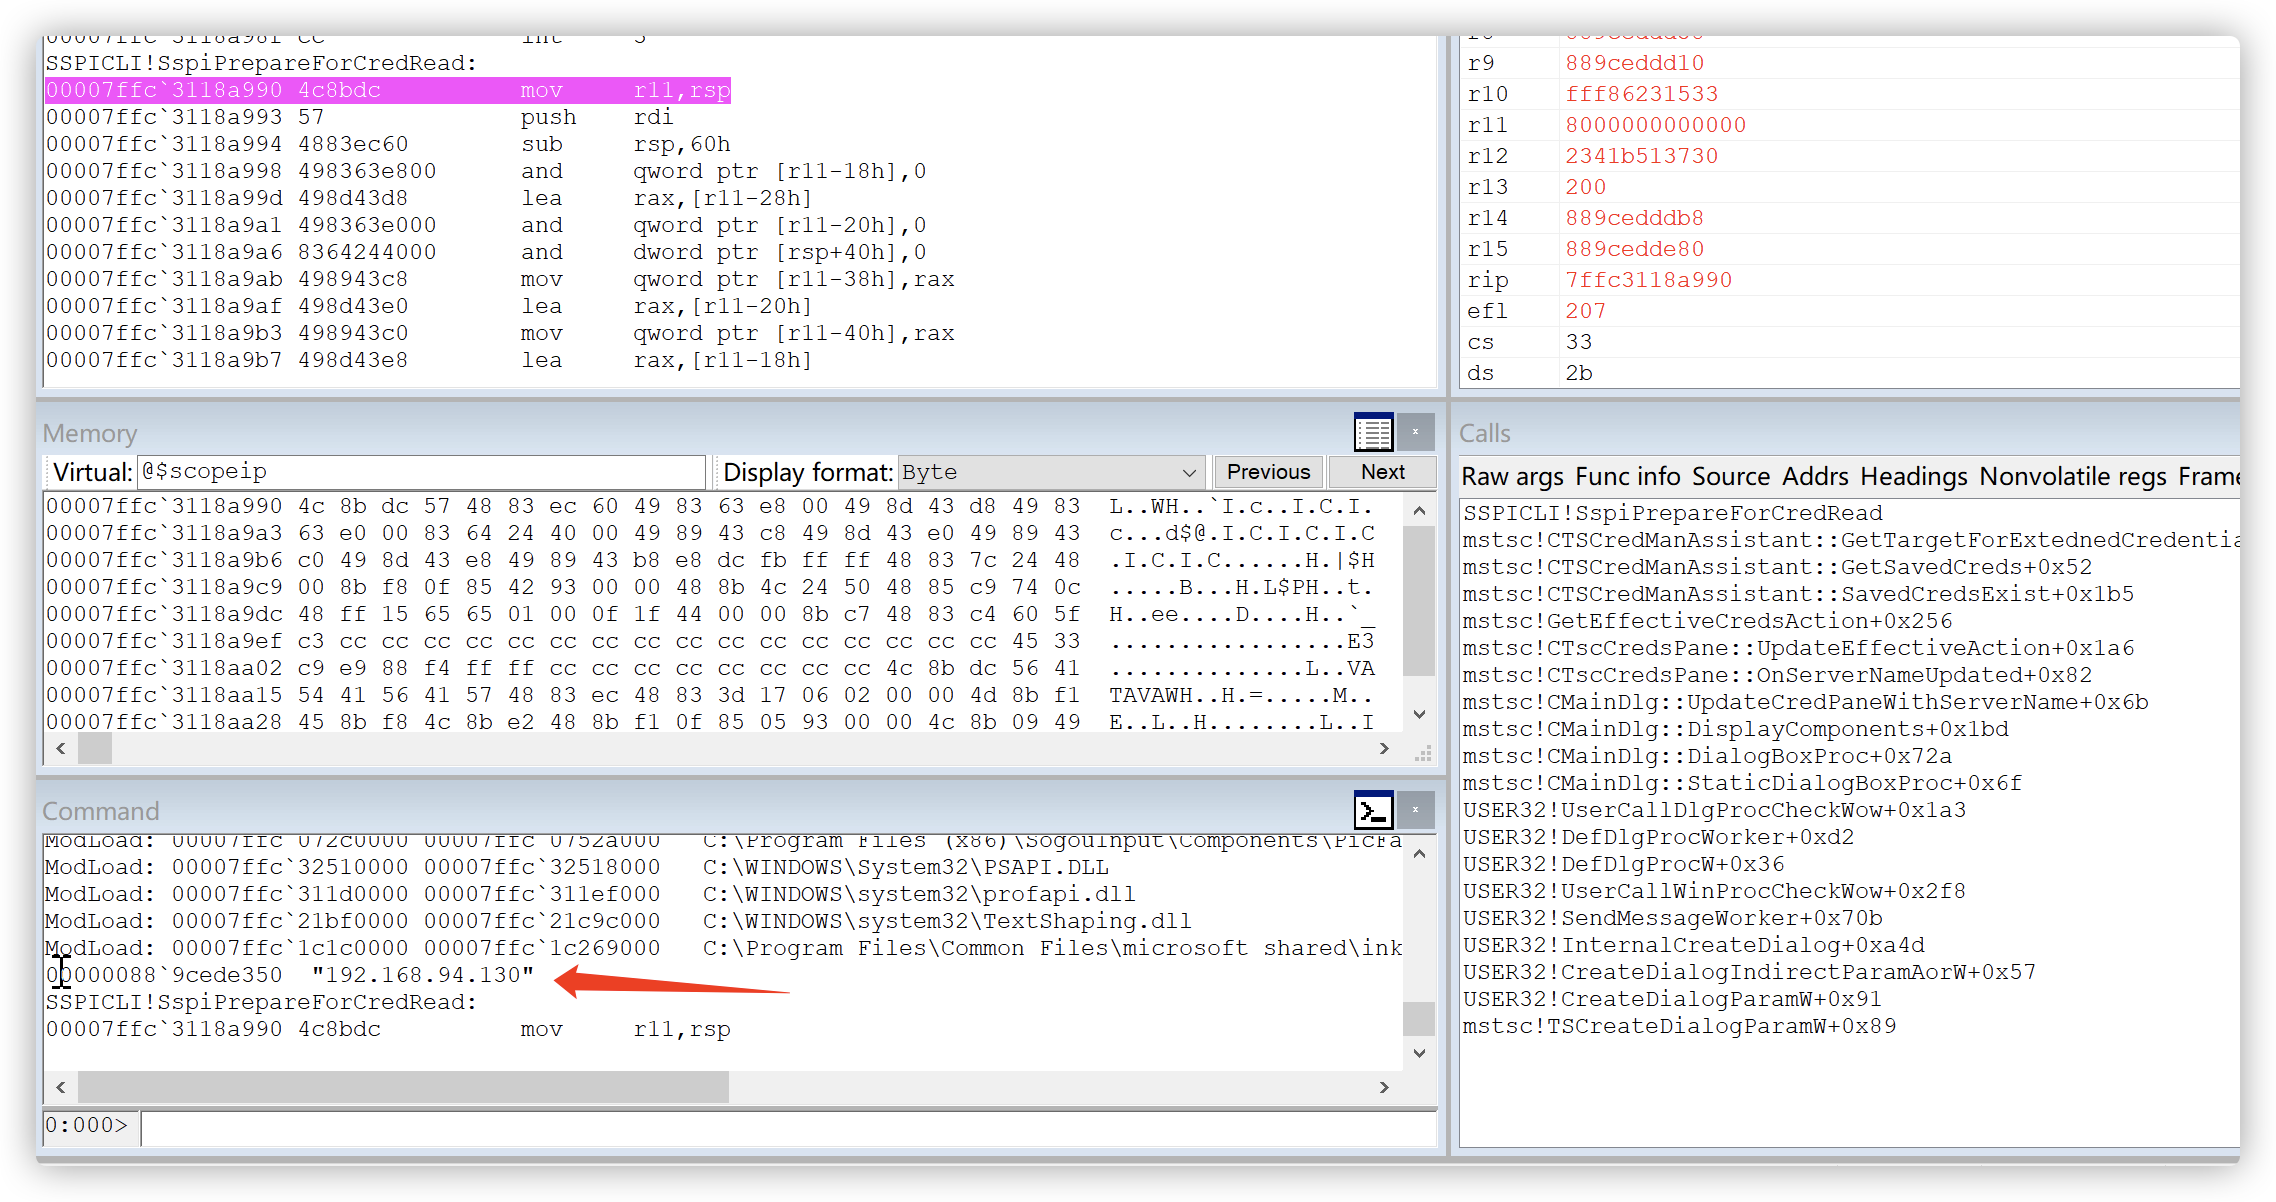 SSPICLI!SspiPrepareForCredRead:
00007ffc`3118a990 4c8bdc mov r11,rsp
00007ffc`3118a993 57 push rdi
00007ffc`3118a994 4883ec60 sub rsp,60h
00007ffc`3118a998 498363e800 and qword ptr [r11-18h],0
00007ffc`3118a99d 498d43d8 lea rax,[r11-28h]
00007ffc`3118a9a1 498363e000 and qword ptr [r11-20h],0
00007ffc`3118a9a6 8364244000 and dword ptr [rsp+40h],0
00007ffc`3118a9ab 498943c8 mov qword ptr [r11-38h],rax
00007ffc`3118a9af 498d43e0 lea rax,[r11-20h]
00007ffc`3118a9b3 498943c0 mov qword ptr [r11-40h],rax
00007ffc`3118a9b7 498d43e8 lea rax,[r11-18h]
r9 889ceddd10
r10 fff86231533
r11 8000000000000
r12 2341b513730
r13 200
r14 889cedddb8
r15 889cedde80
rip 7ffc3118a990
efl 207
cs 33
ds 2b
Memory
Virtual: @$scopeip Display format: Byte Previous Next
00007ffc`3118a990 4c 8b dc 57 48 83 ec 60 49 83 63 e8 00 49 8d 43 d8 49 83 L..WH..`I.c..I.C.I.
00007ffc`3118a9a3 63 e0 00 83 64 24 40 00 49 89 43 c8 49 8d 43 e0 49 89 43 c...d$@.I.C.I.C.I.C
00007ffc`3118a9b6 c0 49 8d 43 e8 49 89 43 b8 e8 dc fb ff ff 48 83 7c 24 48 .I.C.I.C......H.|$H
00007ffc`3118a9c9 00 8b f8 0f 85 42 93 00 00 48 8b 4c 24 50 48 85 c9 74 0c .....B...H.L$PH..t.
00007ffc`3118a9dc 48 ff 15 65 65 01 00 0f 1f 44 00 00 8b c7 48 83 c4 60 5f H..ee....D....H..`_
00007ffc`3118a9ef c3 cc cc cc cc cc cc cc cc cc cc cc cc cc cc cc cc 45 33 .................E3
00007ffc`3118aa02 c9 e9 88 f4 ff ff cc cc cc cc cc cc cc cc 4c 8b dc 56 41 ..............L..VA
00007ffc`3118aa15 54 41 56 41 57 48 83 ec 48 83 3d 17 06 02 00 00 4d 8b f1 TAVAWH..H.=.....M..
00007ffc`3118aa28 45 8b f8 4c 8b e2 48 8b f1 0f 85 05 93 00 00 4c 8b 09 49 E..L..H........L..I
Calls
Raw args Func info Source Addrs Headings Nonvolatile regs Frame
SSPICLI!SspiPrepareForCredRead
mstsc!CTSCredManAssistant::GetTargetForExtednedCredentia
mstsc!CTSCredManAssistant::GetSavedCreds+0x52
mstsc!CTSCredManAssistant::SavedCredsExist+0x1b5
mstsc!GetEffectiveCredsAction+0x256
mstsc!CTscCredsPane::UpdateEffectiveAction+0x1a6
mstsc!CTscCredsPane::OnServerNameUpdated+0x82
mstsc!CMainDlg::UpdateCredPaneWithServerName+0x6b
mstsc!CMainDlg::DisplayComponents+0x1bd
mstsc!CMainDlg::DialogBoxProc+0x72a
mstsc!CMainDlg::StaticDialogBoxProc+0x6f
USER32!UserCallDlgProcCheckWow+0x1a3
USER32!DefDlgProcWorker+0xd2
USER32!DefDlgProcW+0x36
USER32!UserCallWinProcCheckWow+0x2f8
USER32!SendMessageWorker+0x70b
USER32!InternalCreateDialog+0xa4d
USER32!CreateDialogIndirectParamAorW+0x57
USER32!CreateDialogParamW+0x91
mstsc!TSCreateDialogParamW+0x89
Command
ModLoad: 00007ffc`072c0000 00007ffc`0752a000 C:\Program Files (x86)\SogouInput\Components\PicFa
ModLoad: 00007ffc`32510000 00007ffc`32518000 C:\WINDOWS\System32\PSAPI.DLL
ModLoad: 00007ffc`311d0000 00007ffc`311ef000 C:\WINDOWS\system32\profapi.dll
ModLoad: 00007ffc`21bf0000 00007ffc`21c9c000 C:\WINDOWS\system32\TextShaping.dll
ModLoad: 00007ffc`1c1c0000 00007ffc`1c269000 C:\Program Files\Common Files\microsoft shared\ink
00000088`9cede350 "192.168.94.130"
SSPICLI!SspiPrepareForCredRead:
00007ffc`3118a990 4c8bdc mov r11,rsp
0:000>